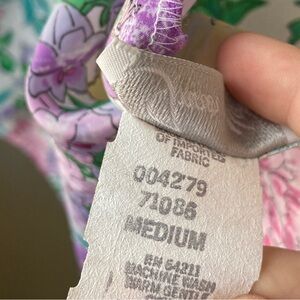 OF IMPORTED
FABRIC
004279
71086
MEDIUM
RN 54211
MACHINE WASH
WARM GENTLE